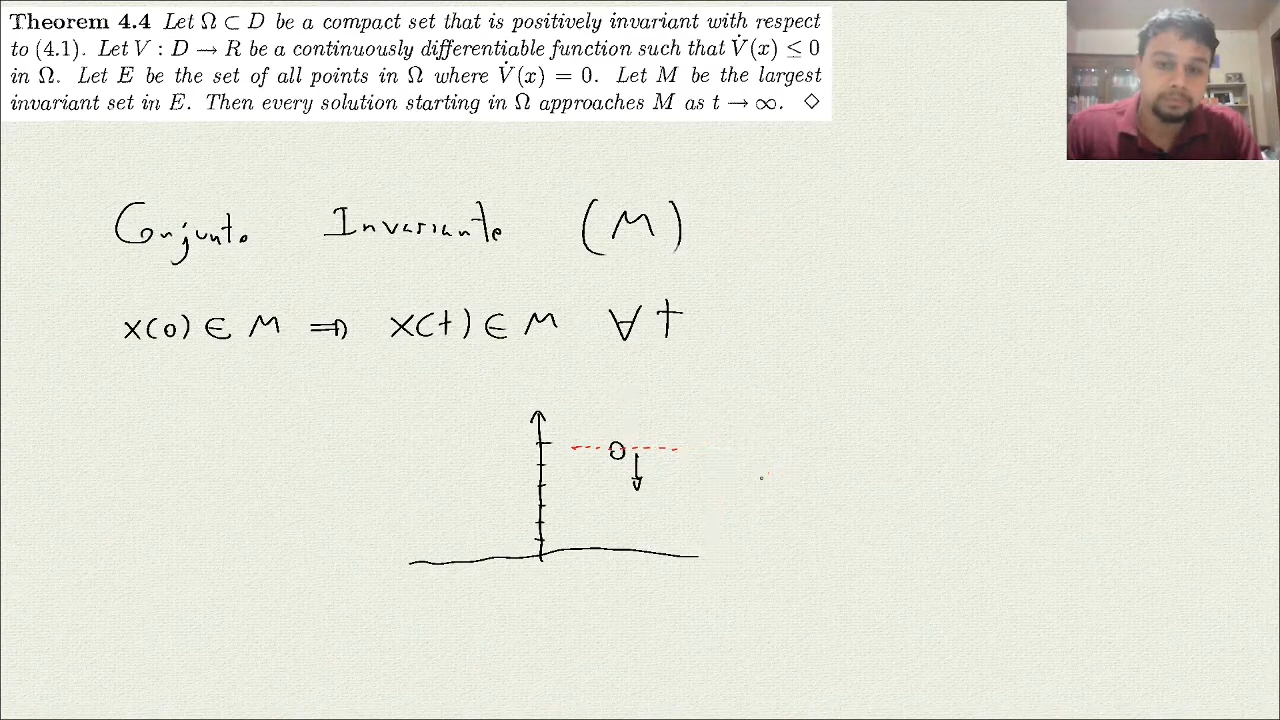 Theorem 4.4 Let Ω ⊂ D be a compact set that is positively invariant with respect
to (4.1). Let V : D → R be a continuously differentiable function such that V̇(x) ≤ 0
in Ω. Let E be the set of all points in Ω where V̇(x) = 0. Let M be the largest
invariant set in E. Then every solution starting in Ω approaches M as t → ∞. ◇
Conjunto Invariante (M)
x(0) ∈ M ⇒ x(t) ∈ M ∀ t